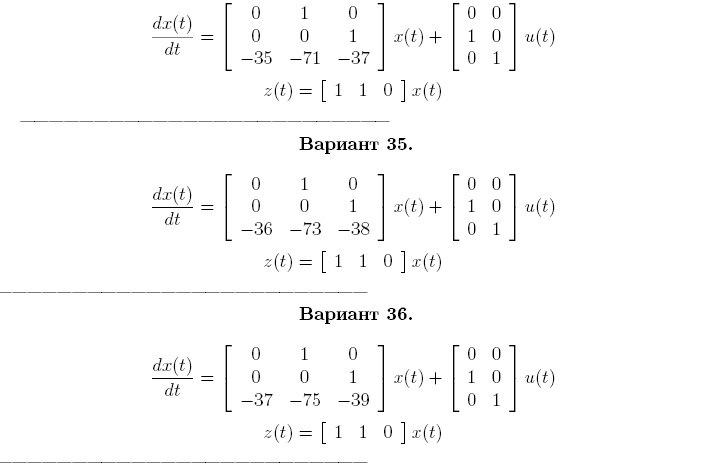 dx(t)/dt = [ 0 1 0 ; 0 0 1 ; −35 −71 −37 ] x(t) + [ 0 0 ; 1 0 ; 0 1 ] u(t)
z(t) = [ 1 1 0 ] x(t)
Вариант 35.
dx(t)/dt = [ 0 1 0 ; 0 0 1 ; −36 −73 −38 ] x(t) + [ 0 0 ; 1 0 ; 0 1 ] u(t)
z(t) = [ 1 1 0 ] x(t)
Вариант 36.
dx(t)/dt = [ 0 1 0 ; 0 0 1 ; −37 −75 −39 ] x(t) + [ 0 0 ; 1 0 ; 0 1 ] u(t)
z(t) = [ 1 1 0 ] x(t)